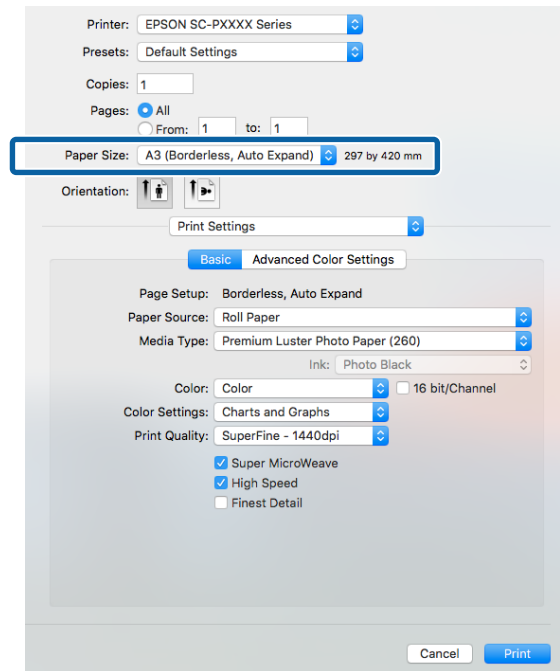 Printer: EPSON SC-PXXXX Series
Presets: Default Settings
Copies: 1
Pages: All
From: 1 to: 1
Paper Size: A3 (Borderless, Auto Expand) 297 by 420 mm
Orientation:
Print Settings
Basic Advanced Color Settings
Page Setup: Borderless, Auto Expand
Paper Source: Roll Paper
Media Type: Premium Luster Photo Paper (260)
Ink: Photo Black
Color: Color 16 bit/Channel
Color Settings: Charts and Graphs
Print Quality: SuperFine - 1440dpi
Super MicroWeave
High Speed
Finest Detail
Cancel Print